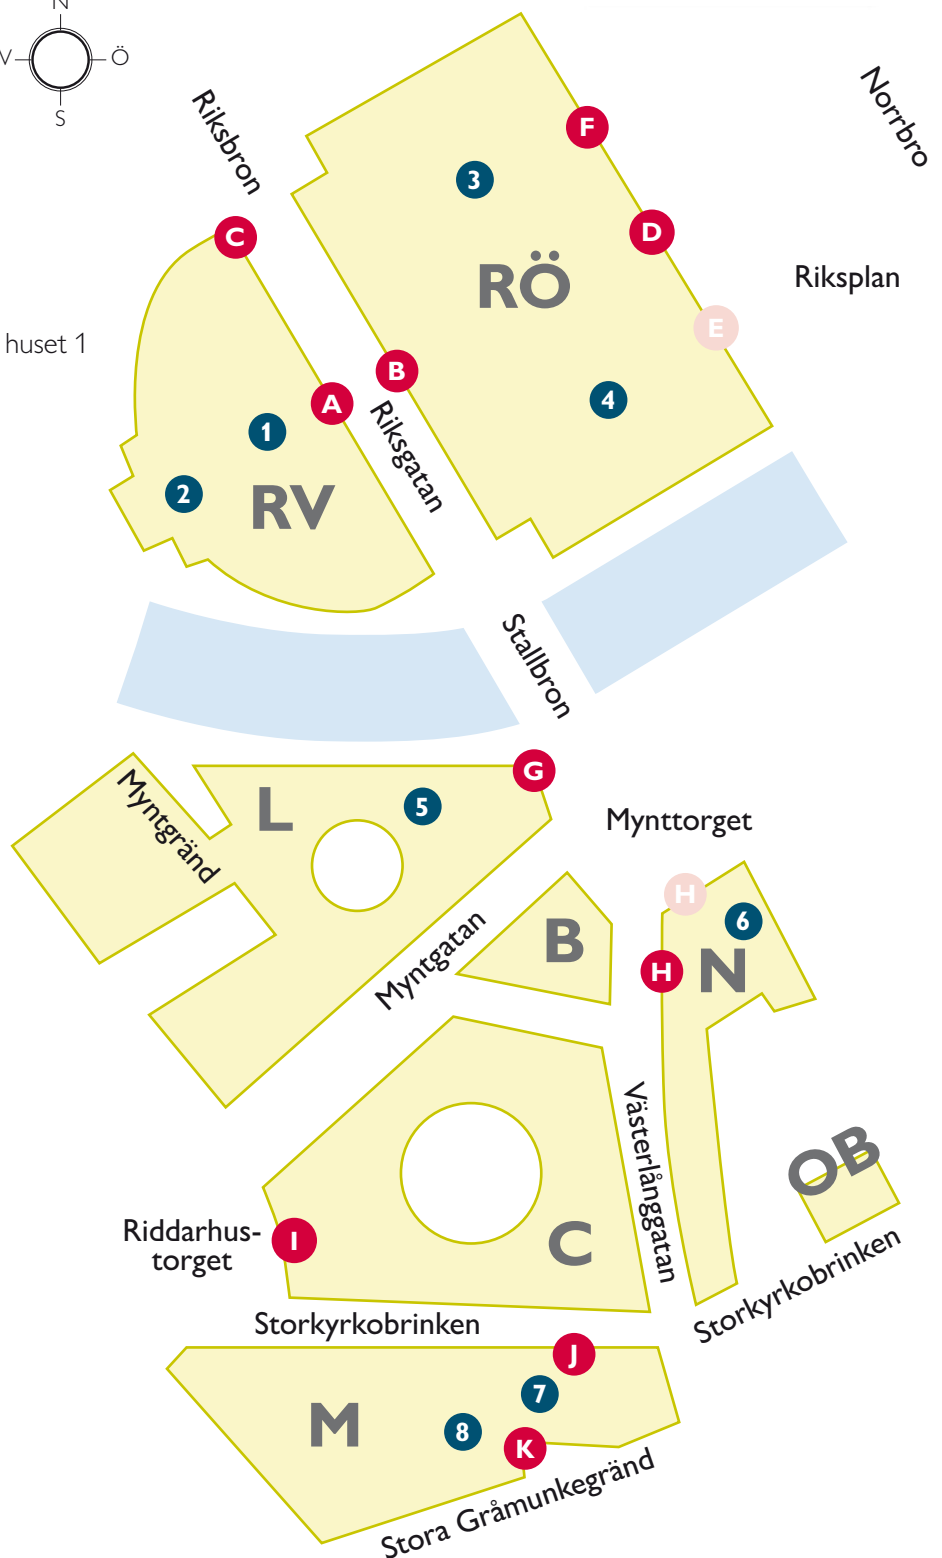 N
V
Ö
S
Riksbron
Norrbro
F
3
C
D
RÖ
Riksplan
E
huset 1
B
A
4
1
Riksgatan
2
RV
Stallbron
G
Myntgränd
L
5
Mynttorget
H
6
Myntgatan
B
H
N
Västerlånggatan
OB
Riddarhus-
torget
I
C
Storkyrkobrinken
Storkyrkobrinken
J
7
M
8
K
Stora Gråmunkegränd